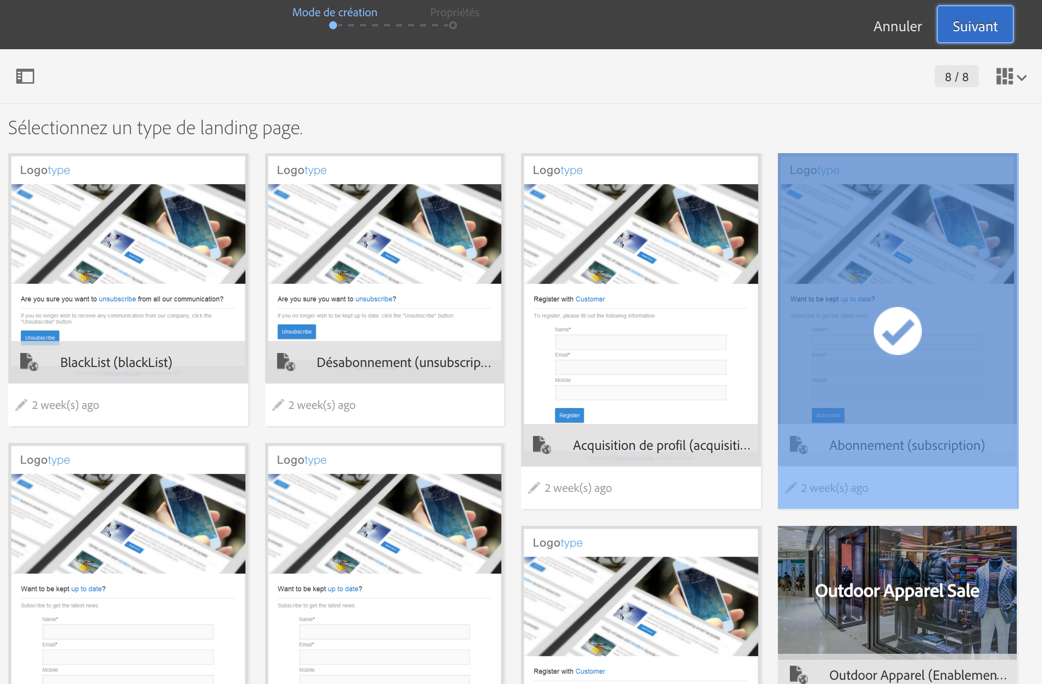 Mode de création
Propriétés
Annuler
Suivant
8 / 8
Sélectionnez un type de landing page.
Logotype
Are you sure you want to unsubscribe from all our communication?
If you no longer wish to receive any communication from our company, click the
"Unsubscribe" button
Unsubscribe
BlackList (blackList)
2 week(s) ago
Logotype
Are you sure you want to unsubscribe?
If you no longer wish to be kept up to date, click the "Unsubscribe" button
Unsubscribe
Désabonnement (unsubscrip...
2 week(s) ago
Logotype
Register with Customer
To register, please fill out the following information
Name*
Email*
Mobile
Register
Acquisition de profil (acquisiti...
2 week(s) ago
Logotype
Want to be kept up to date?
Subscribe to get the latest news.
Name*
Email*
Mobile
Subscribe
Abonnement (subscription)
2 week(s) ago
Logotype
Want to be kept up to date?
Subscribe to get the latest news.
Name*
Email*
Mobile
Logotype
Want to be kept up to date?
Subscribe to get the latest news.
Name*
Email*
Mobile
Logotype
Register with Customer
Outdoor Apparel Sale
Outdoor Apparel (Enablemen...